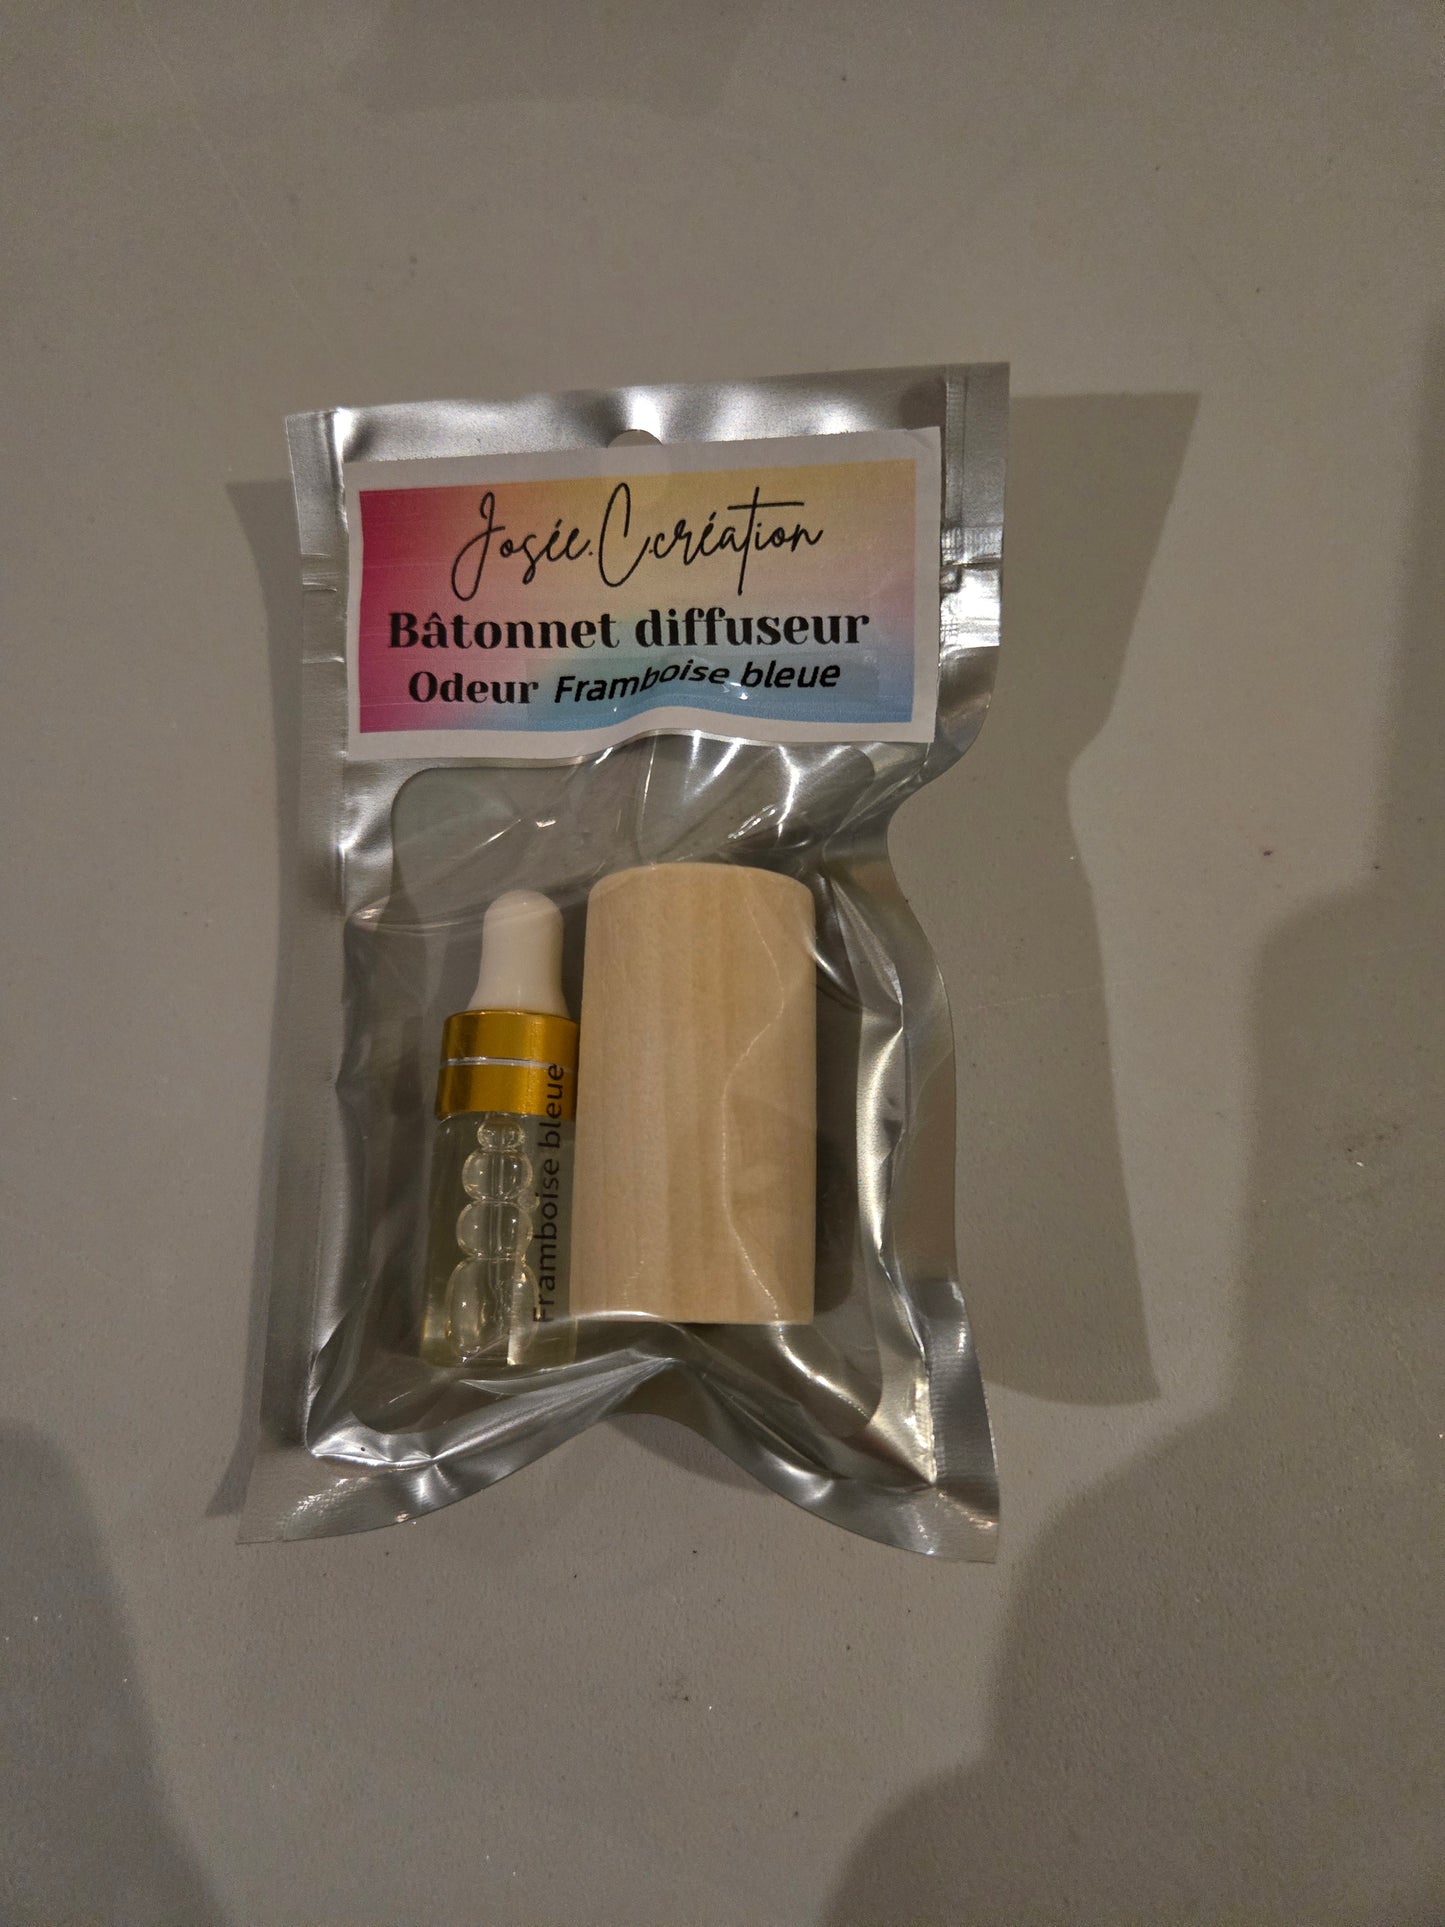 Josée.C.création
Bâtonnet diffuseur
Odeur Framboise bleue
Framboise bleue